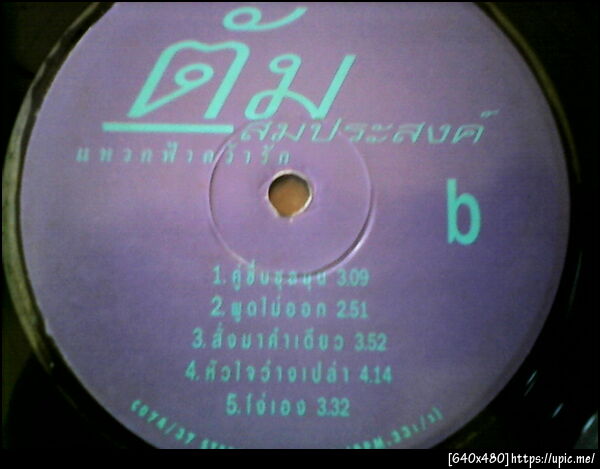 ตั้ม
สมประสงค์
แหวกฟ้าคว้ารัก
b
1. คู่ชื่นชุลมุน 3.09
2. พูดไม่ออก 2.51
3. สั่งมาคำเดียว 3.52
4. หัวใจว่างเปล่า 4.14
5. โง่เอง 3.32
[640x480]https://upic.me/